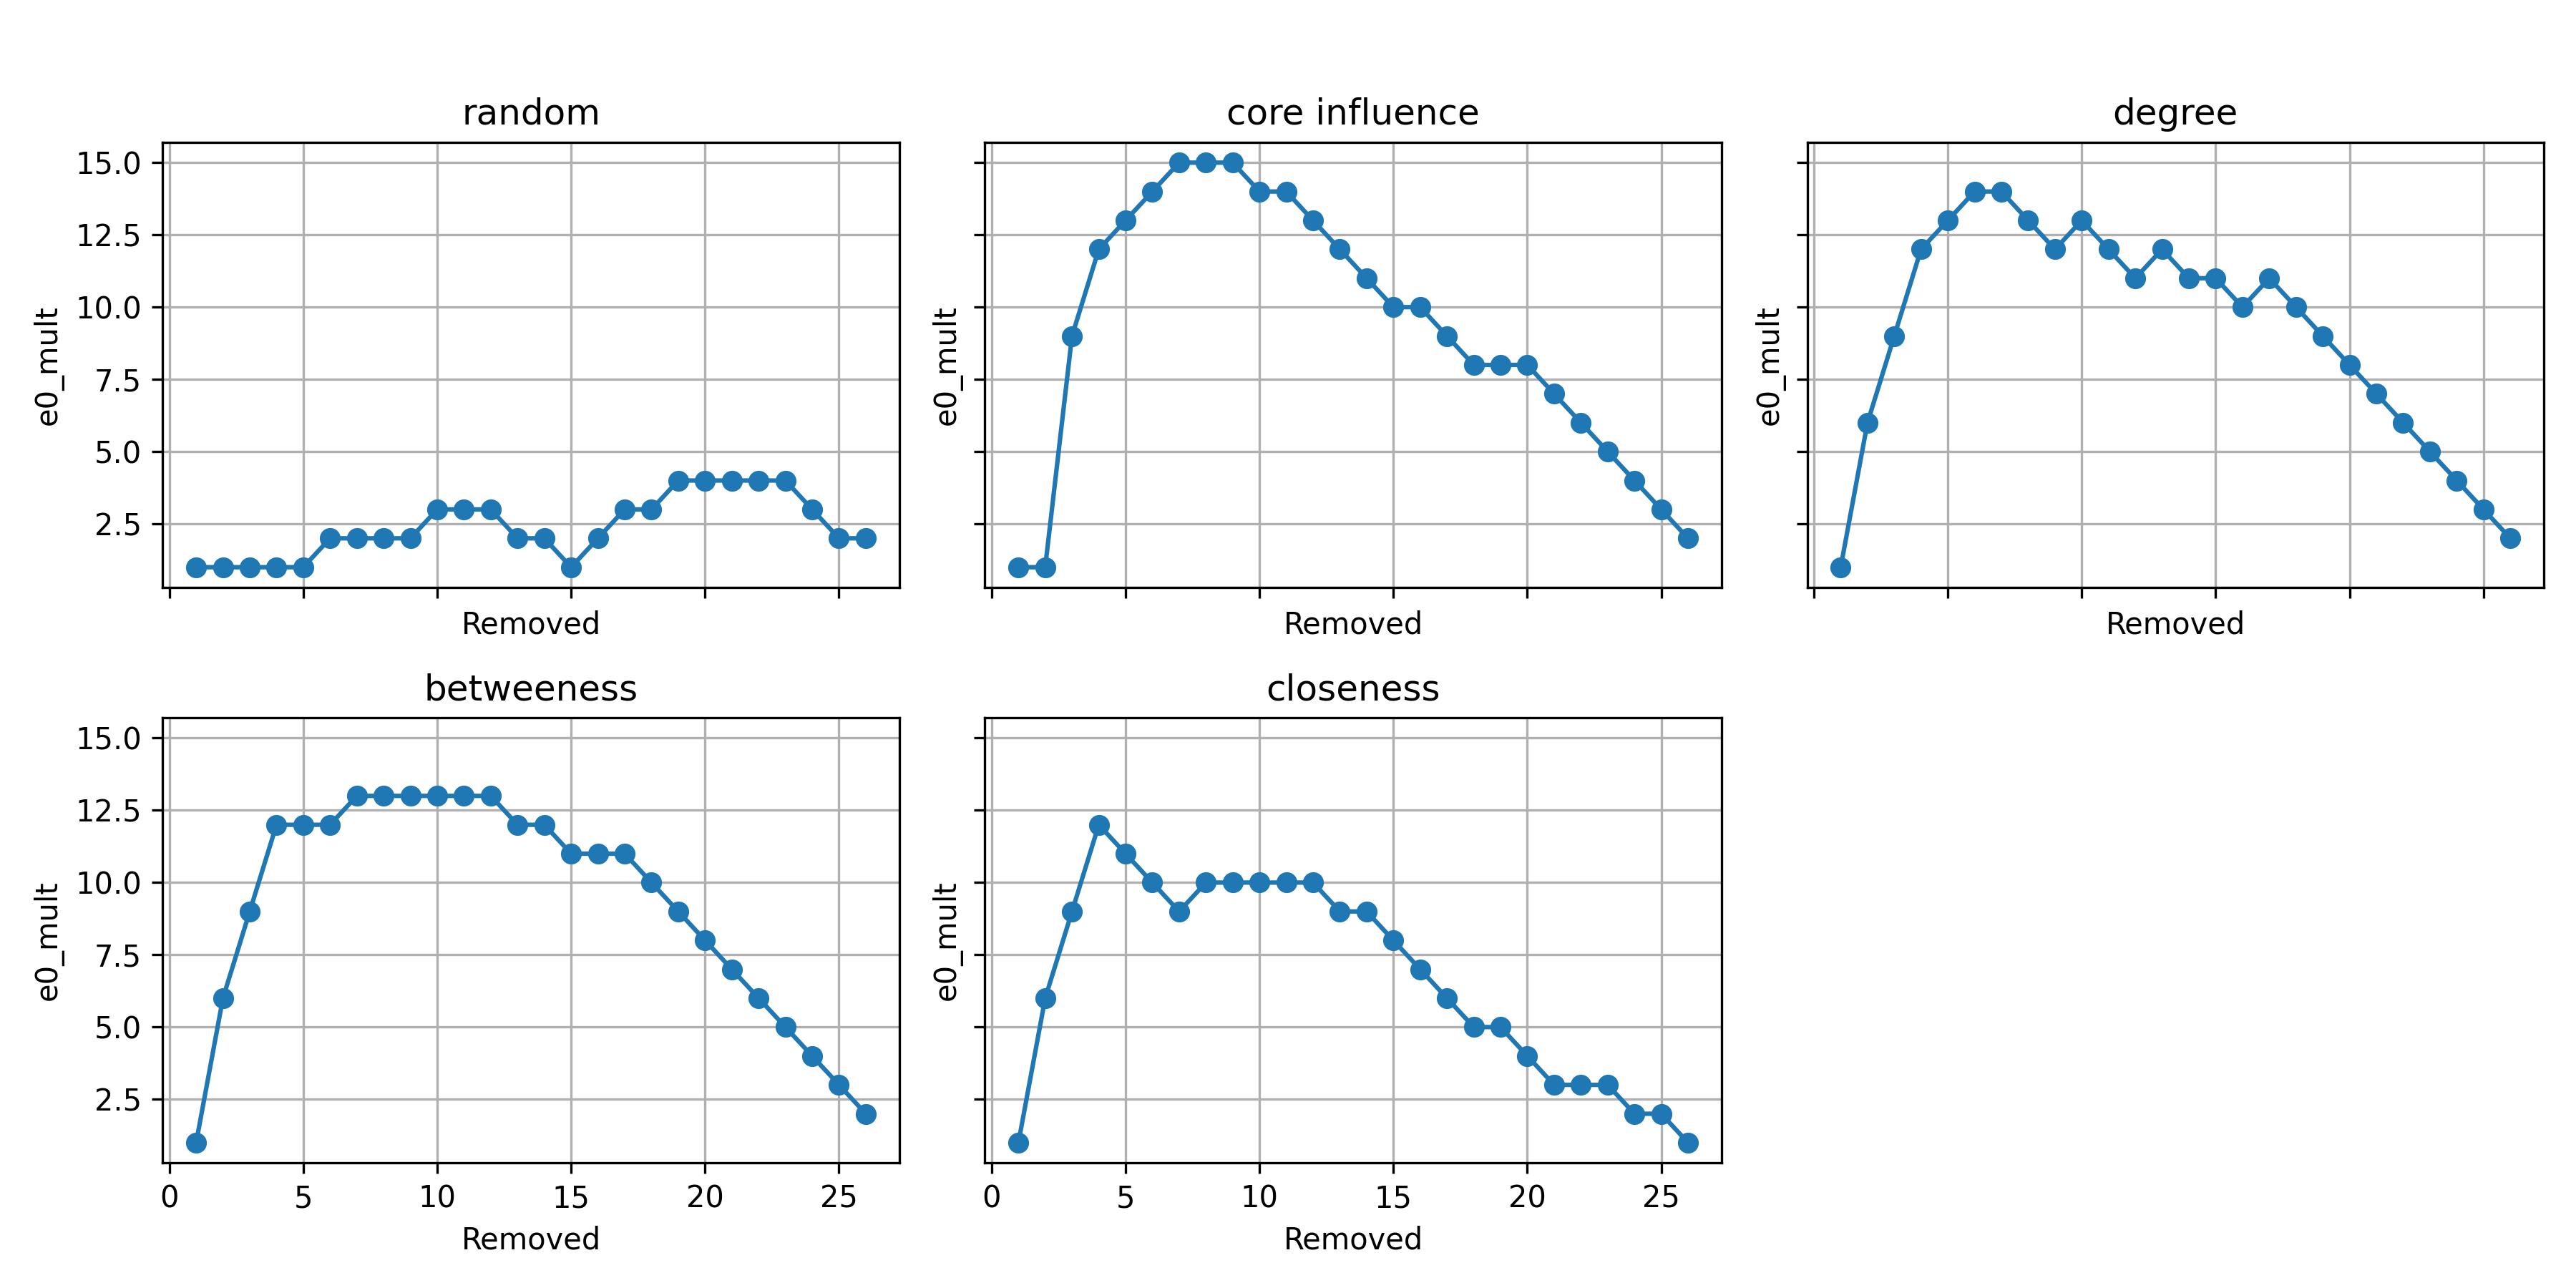 random
core influence
degree
15.0
12.5
10.0
7.5
5.0
2.5
e0_mult
e0_mult
e0_mult
Removed
Removed
Removed
betweeness
closeness
15.0
12.5
10.0
7.5
5.0
2.5
e0_mult
e0_mult
0 5 10 15 20 25
0 5 10 15 20 25
Removed
Removed